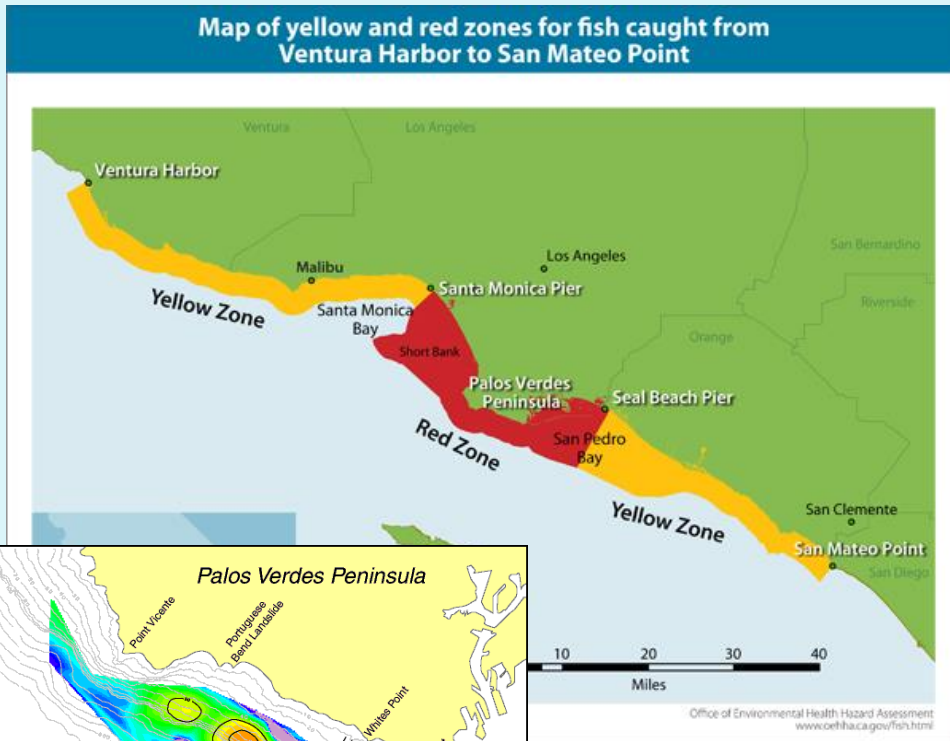 Map of yellow and red zones for fish caught from
Ventura Harbor to San Mateo Point
Ventura
Los Angeles
Ventura Harbor
San Bernardino
Los Angeles
Malibu
Santa Monica Pier
Riverside
Yellow Zone
Santa Monica
Bay
Orange
Short Bank
Palos Verdes
Peninsula
Seal Beach Pier
Red Zone
San Pedro
Bay
Yellow Zone
San Clemente
San Mateo Point
San Diego
10 20 30 40
Miles
Office of Environmental Health Hazard Assessment
www.oehha.ca.gov/fish.html
Palos Verdes Peninsula
Point Vicente
Portuguese
Bend Landslide
Whites Point